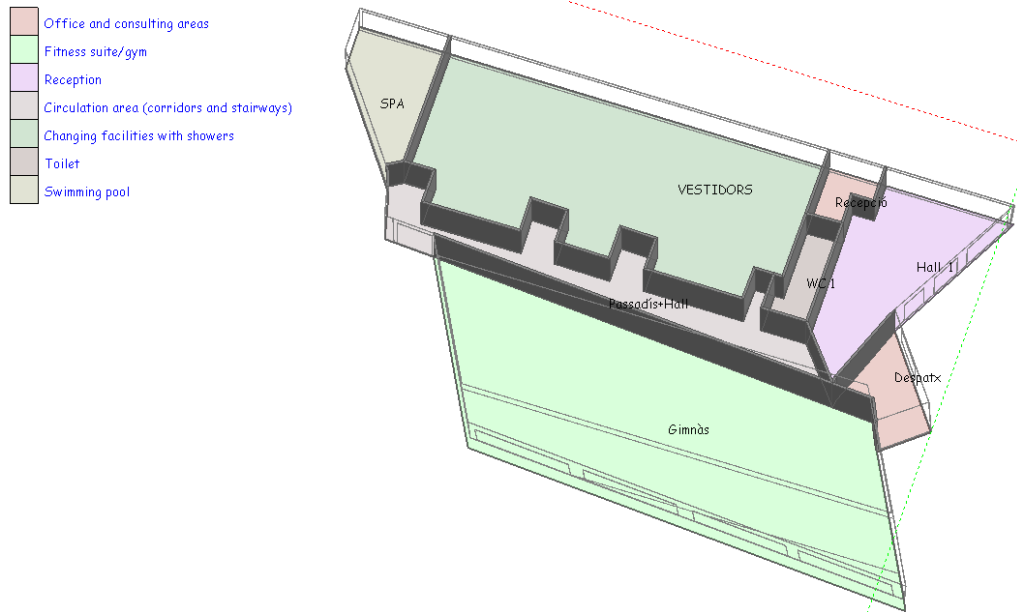 Office and consulting areas
Fitness suite/gym
Reception
Circulation area (corridors and stairways)
Changing facilities with showers
Toilet
Swimming pool
SPA
VESTIDORS
Recepció
Hall 1
WC 1
Passadís+Hall
Despatx
Gimnàs